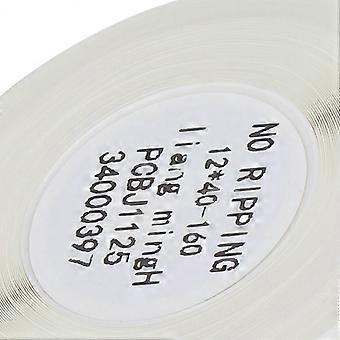 NO RIPPING
12*40-160
liang mingH
PCBJ1125
34000397